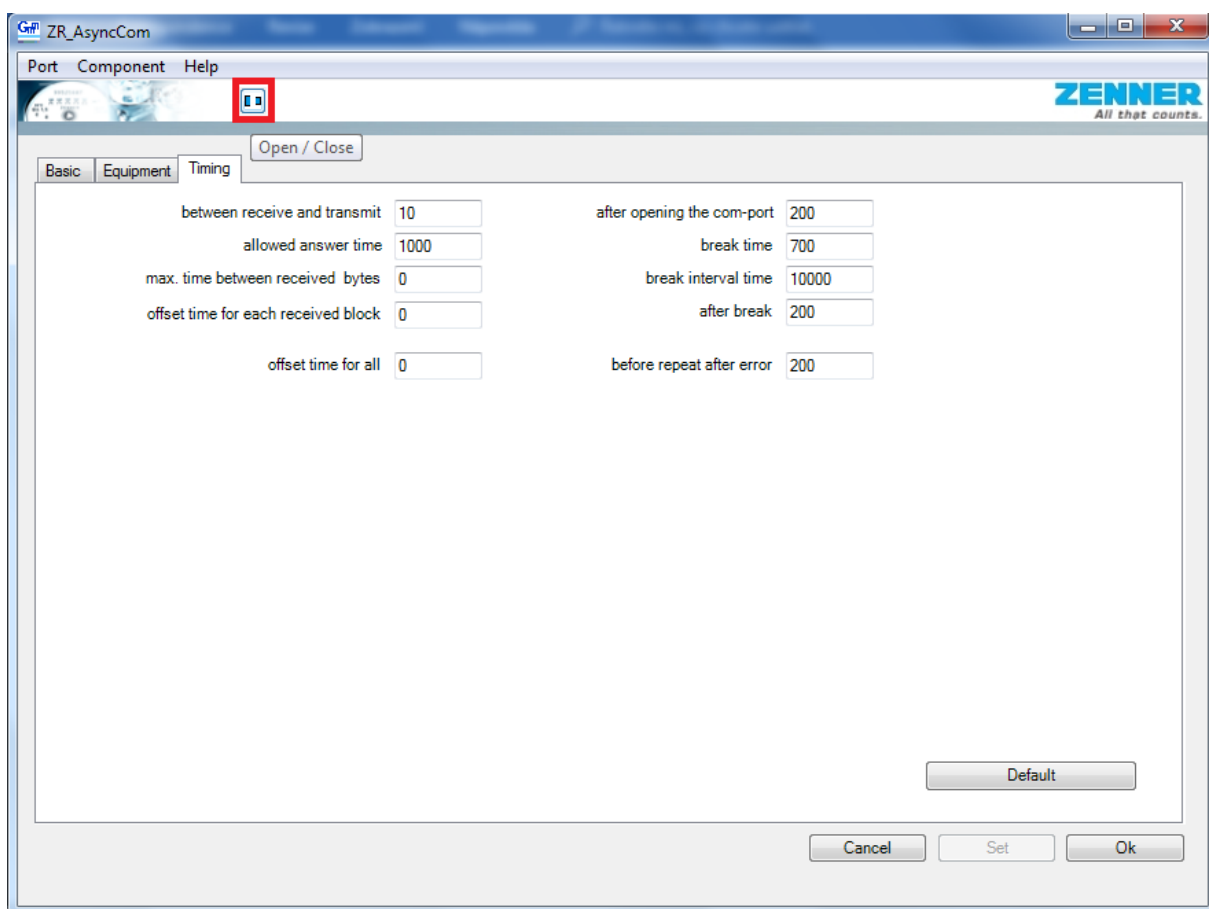 ZR_AsyncCom
Port Component Help
ZENNER
All that counts.
Open / Close
Basic Equipment Timing
between receive and transmit 10 after opening the com-port 200
allowed answer time 1000 break time 700
max. time between received bytes 0 break interval time 10000
offset time for each received block 0 after break 200
offset time for all 0 before repeat after error 200
Default
Cancel Set Ok